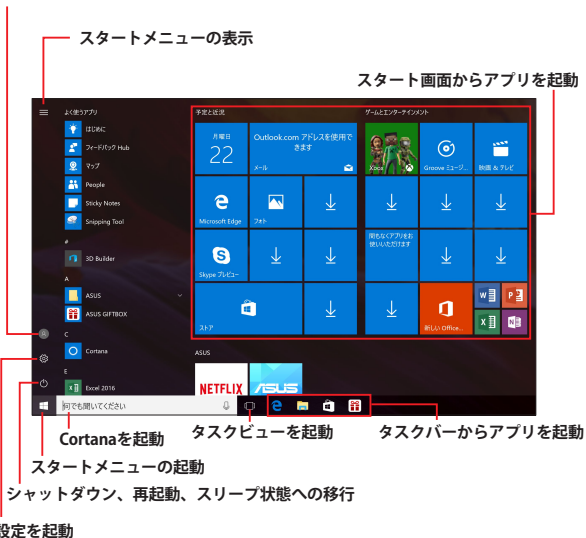 スタートメニューの表示
スタート画面からアプリを起動
よく使うアプリ
はじめに
フィードバック Hub
マップ
People
Sticky Notes
Snipping Tool
#
3D Builder
A
ASUS
ASUS GIFTBOX
C
Cortana
E
Excel 2016
何でも聞いてください
予定と近況
月曜日
22
Outlook.com アドレスを使用で
きます
メール
Microsoft Edge
フォト
Skype プレビュー
ストア
ASUS
NETFLIX
ASUS
ゲームとエンターテインメント
Xbox
Groove ミュージ...
映画 & テレビ
間もなくアプリをお
使いいただけます
新しい Office...
Cortanaを起動
タスクビューを起動
タスクバーからアプリを起動
スタートメニューの起動
シャットダウン、再起動、スリープ状態への移行
設定を起動